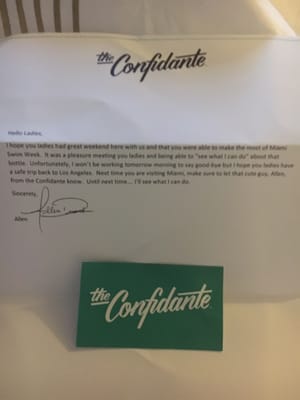 the Confidante
Hello Ladies,
I hope you ladies had great weekend here with us and that you were able to make the most of Miami
Swim Week. It was a pleasure meeting you ladies and being able to "see what I can do" about that
bottle. Unfortunately, I won't be working tomorrow morning to say good bye but I hope you ladies have
a safe trip back to Los Angeles. Next time you are visiting Miami, make sure to let that cute guy, Allen,
from the Confidante know. Until next time... I'll see what I can do.
Sincerely,
Allen
the Confidante